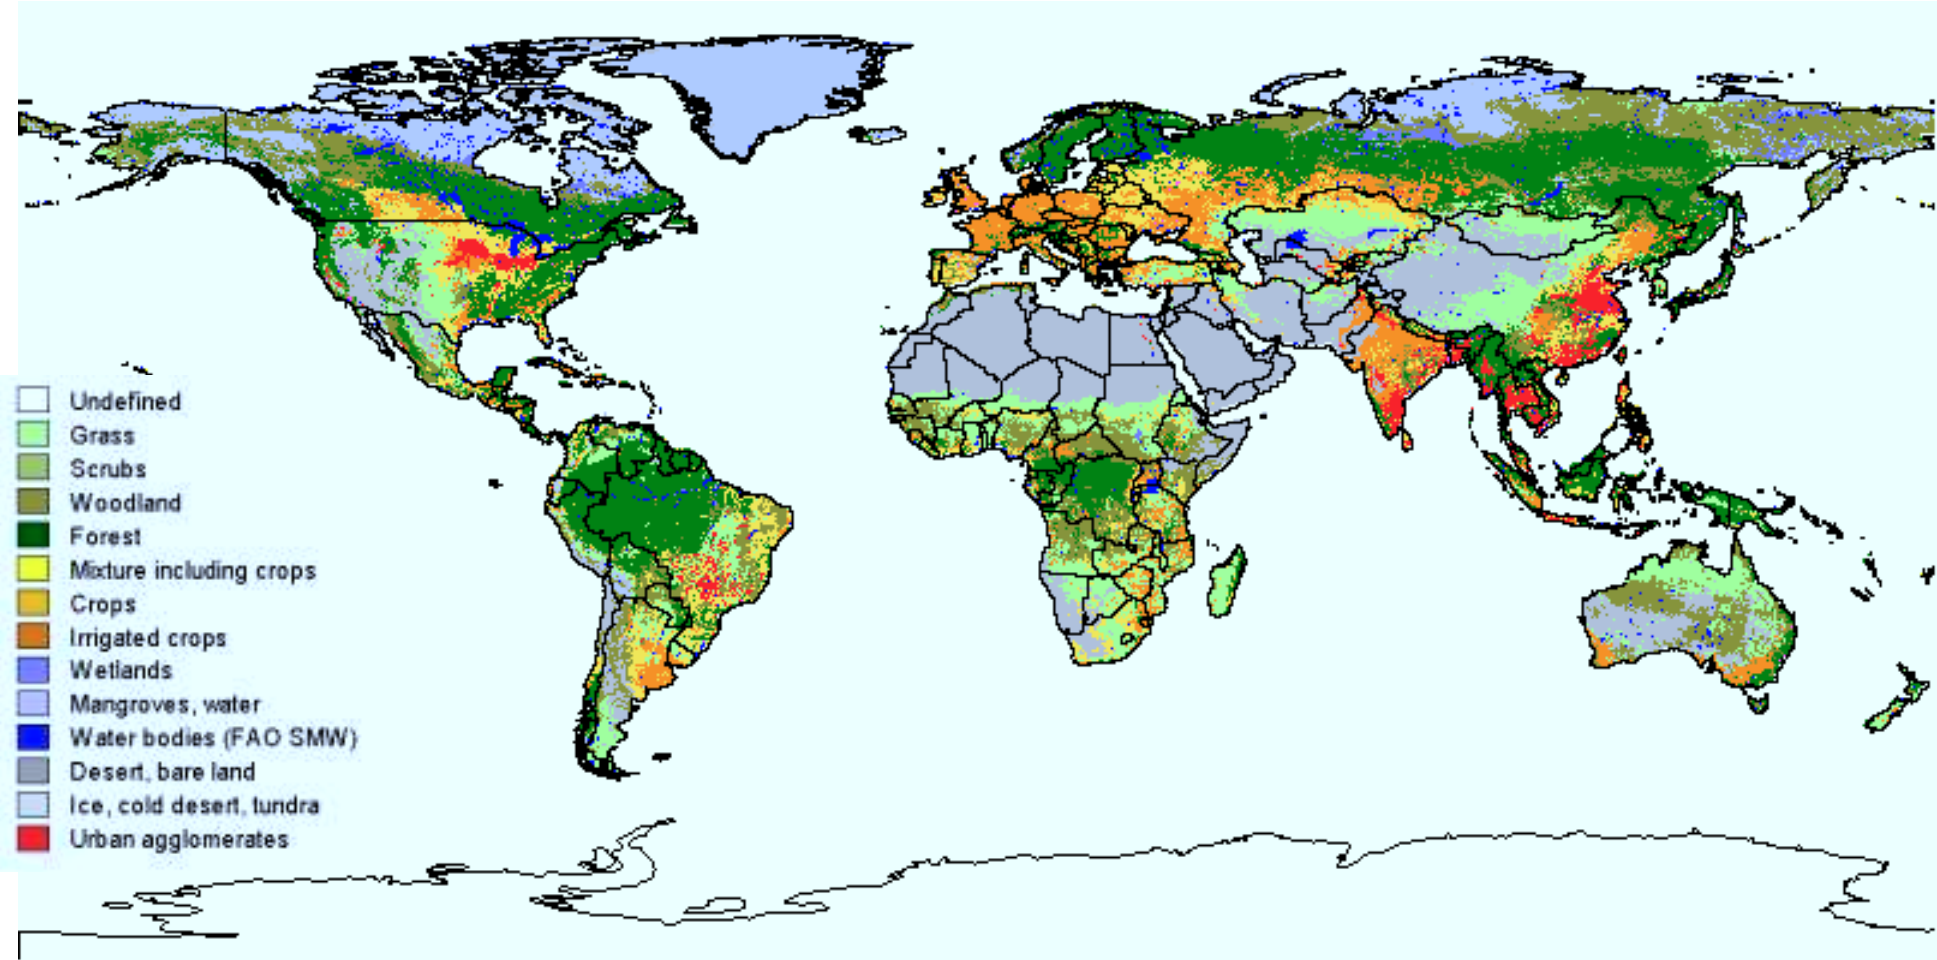 Undefined
Grass
Scrubs
Woodland
Forest
Mixture including crops
Crops
Irrigated crops
Wetlands
Mangroves, water
Water bodies (FAO SMW)
Desert, bare land
Ice, cold desert, tundra
Urban agglomerates